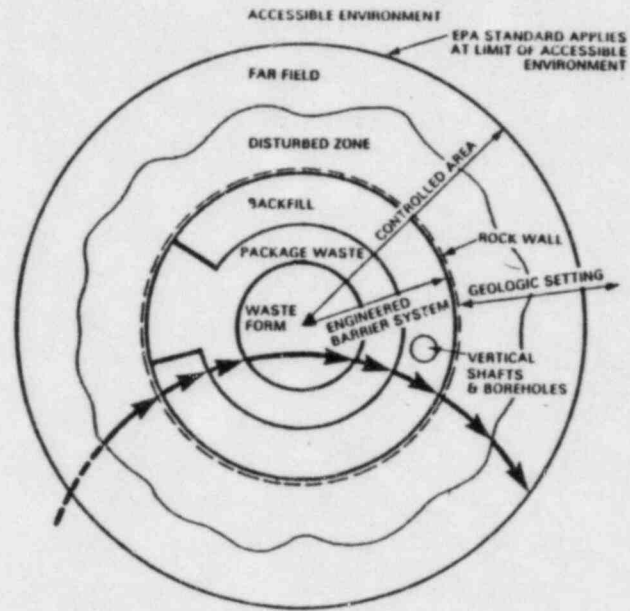 ACCESSIBLE ENVIRONMENT
EPA STANDARD APPLIES
AT LIMIT OF ACCESSIBLE
ENVIRONMENT
FAR FIELD
DISTURBED ZONE
BACKFILL
CONTROLLED AREA
PACKAGE WASTE
ROCK WALL
GEOLOGIC SETTING
WASTE
FORM
ENGINEERED
BARRIER SYSTEM
VERTICAL
SHAFTS
& BOREHOLES